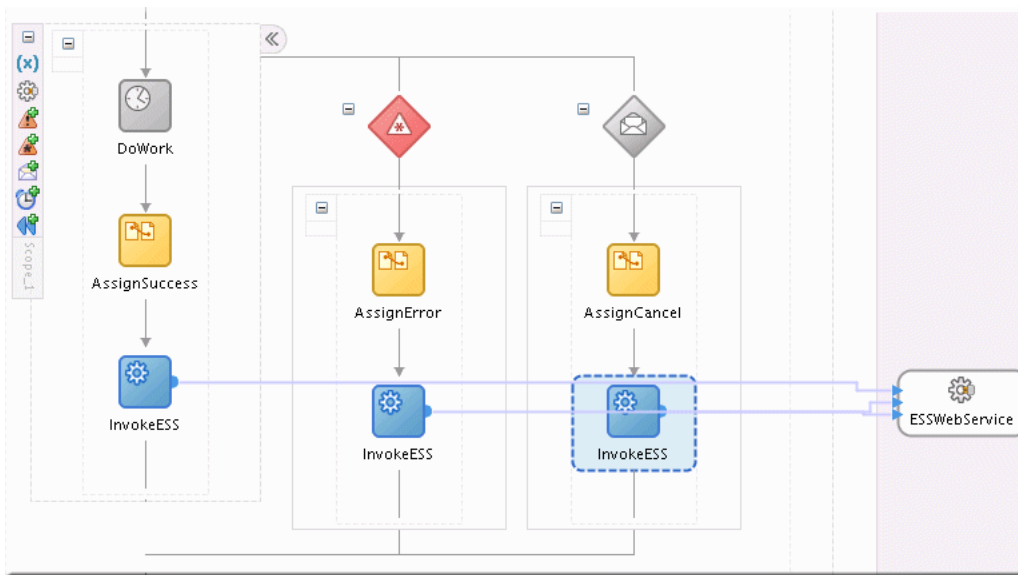 (x)
DoWork
AssignSuccess
AssignError
AssignCancel
InvokeESS
InvokeESS
InvokeESS
ESSWebService
Scope_1